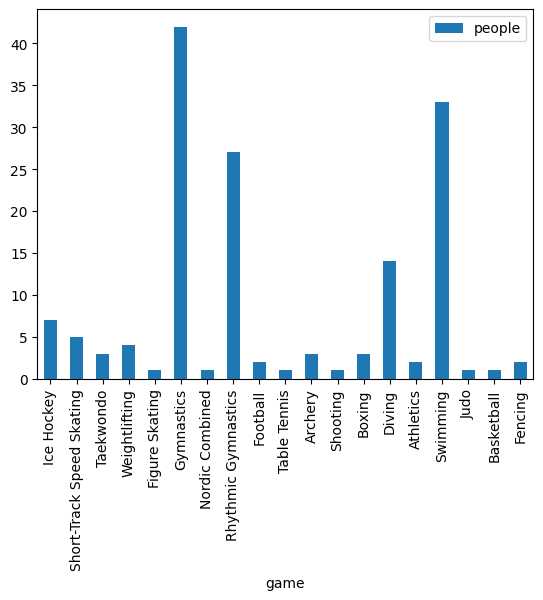 people
40
35
30
25
20
15
10
5
0
Ice Hockey
Short-Track Speed Skating
Taekwondo
Weightlifting
Figure Skating
Gymnastics
Nordic Combined
Rhythmic Gymnastics
Football
Table Tennis
Archery
Shooting
Boxing
Diving
Athletics
Swimming
Judo
Basketball
Fencing
game